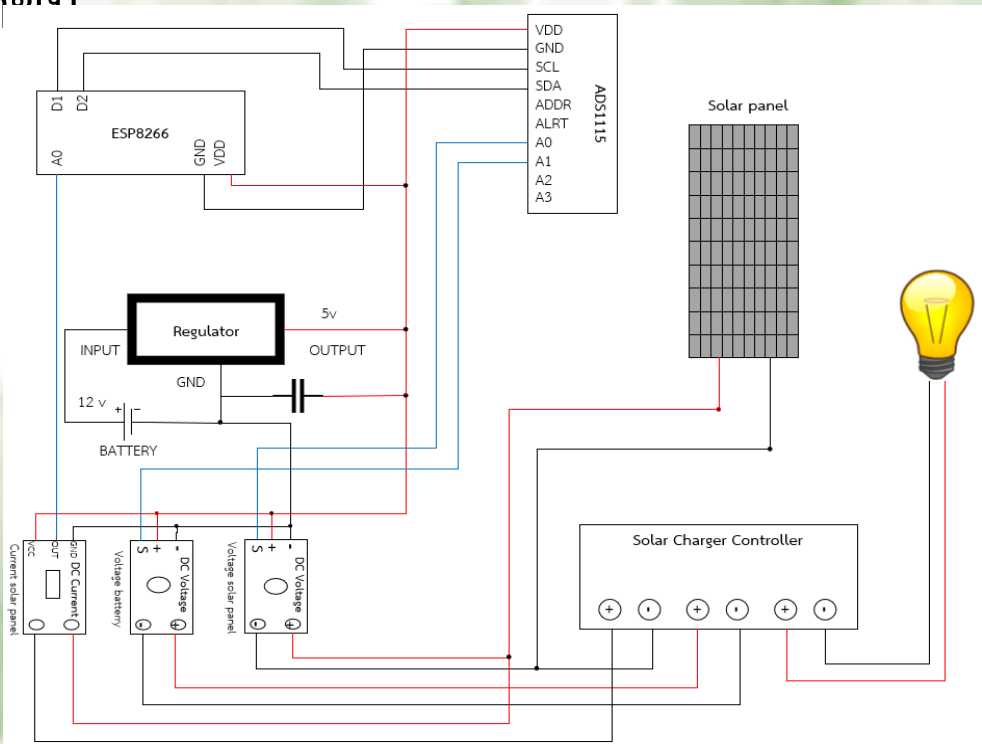 D1
D2
ESP8266
A0
GND
VDD
VDD
GND
SCL
SDA
ADDR
ALRT
A0
A1
A2
A3
ADS1115
Solar panel
Regulator
INPUT
5v
OUTPUT
GND
12 v
+
-
BATTERY
VCC
OUT
GND
DC Current
Current solar panel
S
+
-
DC Voltage
Voltage batterry
-
+
S
+
-
DC Voltage
Voltage solar panel
-
+
Solar Charger Controller
+ - + - + -